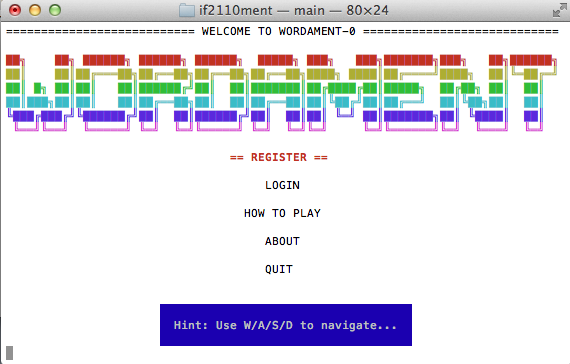 if2110ment — main — 80×24
=========================== WELCOME TO WORDAMENT-0 ============================
WORDAMENT
== REGISTER ==
LOGIN
HOW TO PLAY
ABOUT
QUIT
Hint: Use W/A/S/D to navigate...